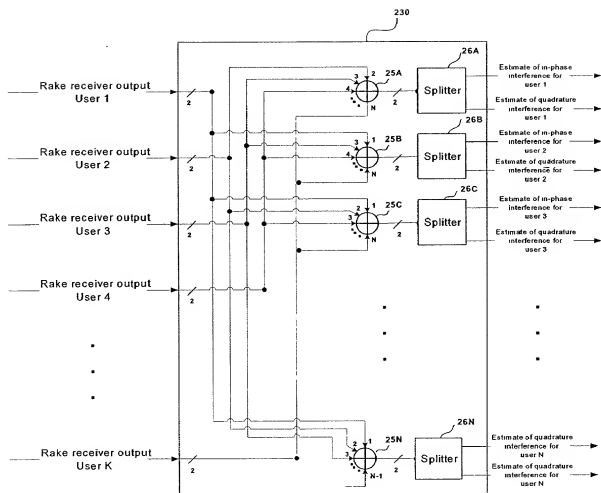 230
26A
Rake receiver output
User 1
2
3
2
4
N
25A
2
Splitter
Estimate of in-phase
interference for
user 1
Estimate of quadrature
interference for
user 1
26B
Rake receiver output
User 2
2
1
3
4
N
25B
2
Splitter
Estimate of in-phase
interference for
user 2
Estimate of quadrature
interference for
user 2
26C
Rake receiver output
User 3
2
1
2
3
N
25C
2
Splitter
Estimate of in-phase
interference for
user 3
Estimate of quadrature
interference for
user 3
Rake receiver output
User 4
2
26N
Rake receiver output
User K
2
1
2
3
N-1
25N
2
Splitter
Estimate of quadrature
interference for
user N
Estimate of quadrature
interference for
user N